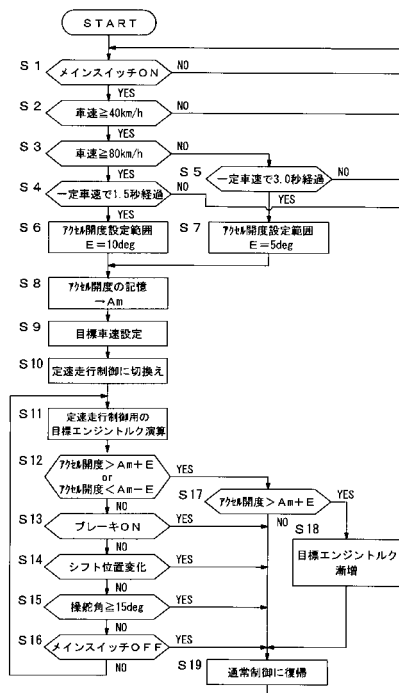 START
S1
メインスイッチON
NO
YES
S2
車速≧40km/h
NO
YES
S3
車速≧80km/h
NO
YES
S4
一定車速で1.5秒経過
NO
YES
S5
一定車速で3.0秒経過
NO
YES
S6
アクセル開度設定範囲
E=10deg
S7
アクセル開度設定範囲
E=5deg
S8
アクセル開度の記憶
→Am
S9
目標車速設定
S10
定速走行制御に切換え
S11
定速走行制御用の
目標エンジントルク演算
S12
アクセル開度>Am+E
or
アクセル開度<Am-E
YES
NO
S17
アクセル開度>Am+E
YES
NO
S18
目標エンジントルク
漸増
S13
ブレーキON
YES
NO
S14
シフト位置変化
YES
NO
S15
操舵角≧15deg
YES
NO
S16
メインスイッチOFF
YES
NO
S19
通常制御に復帰